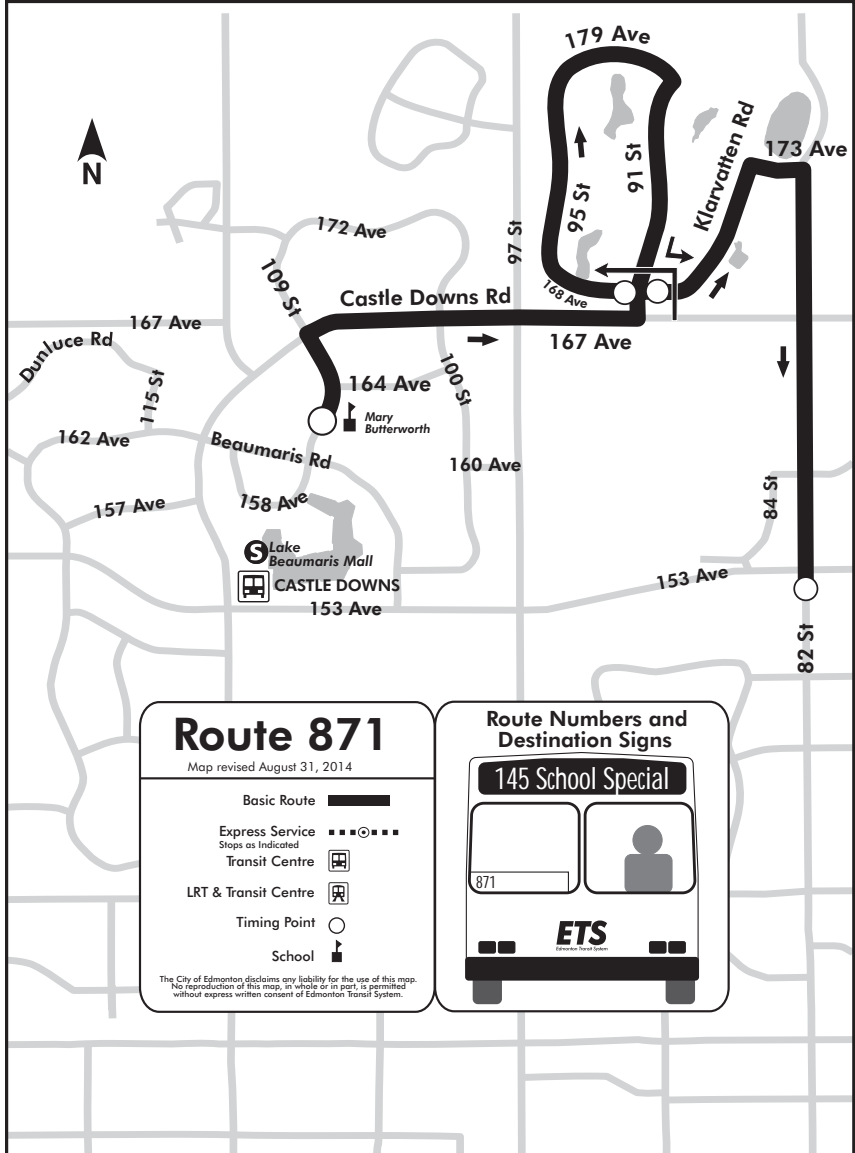 179 Ave
N
Klarvatten Rd
173 Ave
91 St
95 St
97 St
172 Ave
109 St
168 Ave
Castle Downs Rd
167 Ave
167 Ave
Dunluce Rd
115 St
164 Ave
100 St
Mary
Butterworth
162 Ave
Beaumaris Rd
160 Ave
84 St
157 Ave
158 Ave
S
Lake
Beaumaris Mall
CASTLE DOWNS
153 Ave
153 Ave
82 St
Route 871
Map revised August 31, 2014
Basic Route
Express Service
Stops as Indicated
Transit Centre
LRT & Transit Centre
Timing Point
School
The City of Edmonton disclaims any liability for the use of this map.
No reproduction of this map, in whole or in part, is permitted
without express written consent of Edmonton Transit System.
Route Numbers and
Destination Signs
145 School Special
871
ETS
Edmonton Transit System